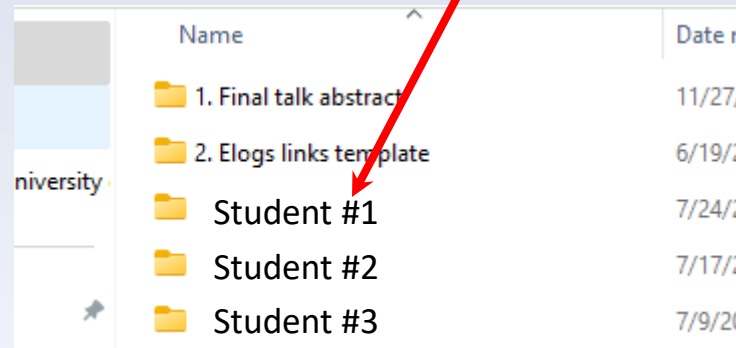 Name Date
1. Final talk abstract 11/27/
2. Elogs links template 6/19/2
niversity
Student #1 7/24/2
Student #2 7/17/2
Student #3 7/9/20